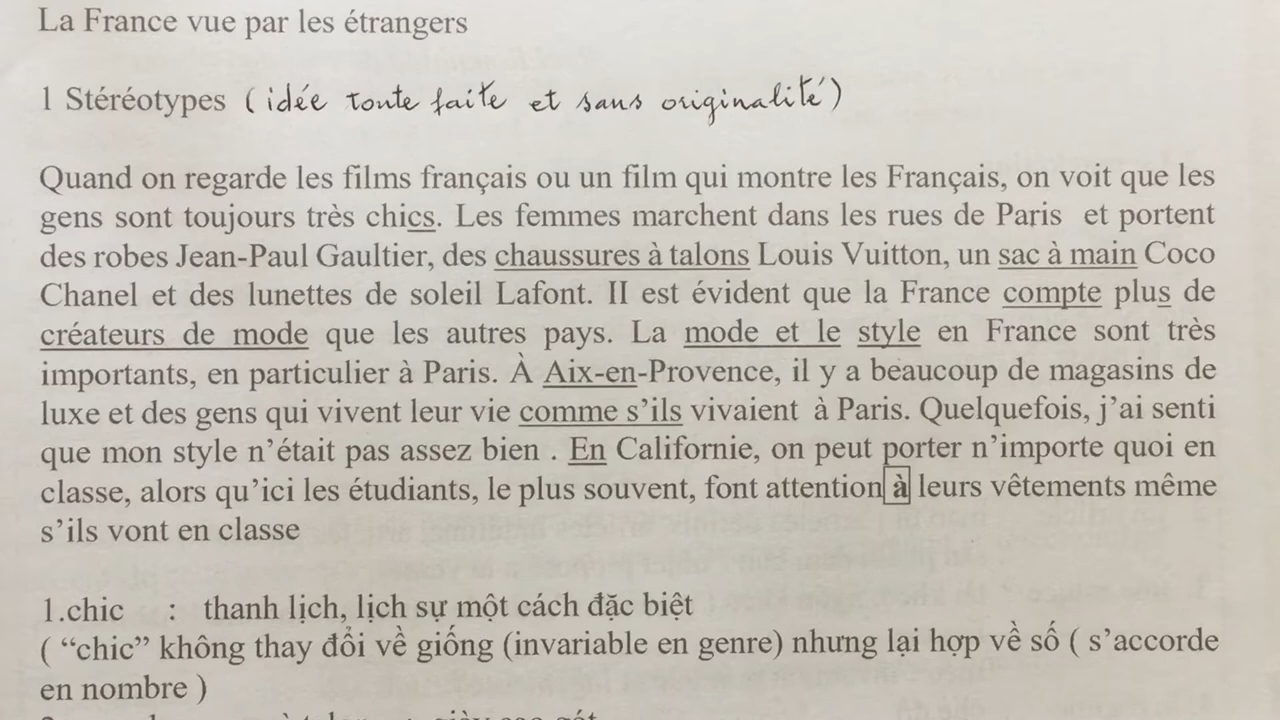 La France vue par les étrangers
1 Stéréotypes (idée toute faite et sans originalité)
Quand on regarde les films français ou un film qui montre les Français, on voit que les
gens sont toujours très chics. Les femmes marchent dans les rues de Paris et portent
des robes Jean-Paul Gaultier, des chaussures à talons Louis Vuitton, un sac à main Coco
Chanel et des lunettes de soleil Lafont. II est évident que la France compte plus de
créateurs de mode que les autres pays. La mode et le style en France sont très
importants, en particulier à Paris. À Aix-en-Provence, il y a beaucoup de magasins de
luxe et des gens qui vivent leur vie comme s’ils vivaient à Paris. Quelquefois, j’ai senti
que mon style n’était pas assez bien . En Californie, on peut porter n’importe quoi en
classe, alors qu’ici les étudiants, le plus souvent, font attention à leurs vêtements même
s’ils vont en classe
1.chic : thanh lịch, lịch sự một cách đặc biệt
( “chic” không thay đổi về giống (invariable en genre) nhưng lại hợp về số ( s’accorde
en nombre )